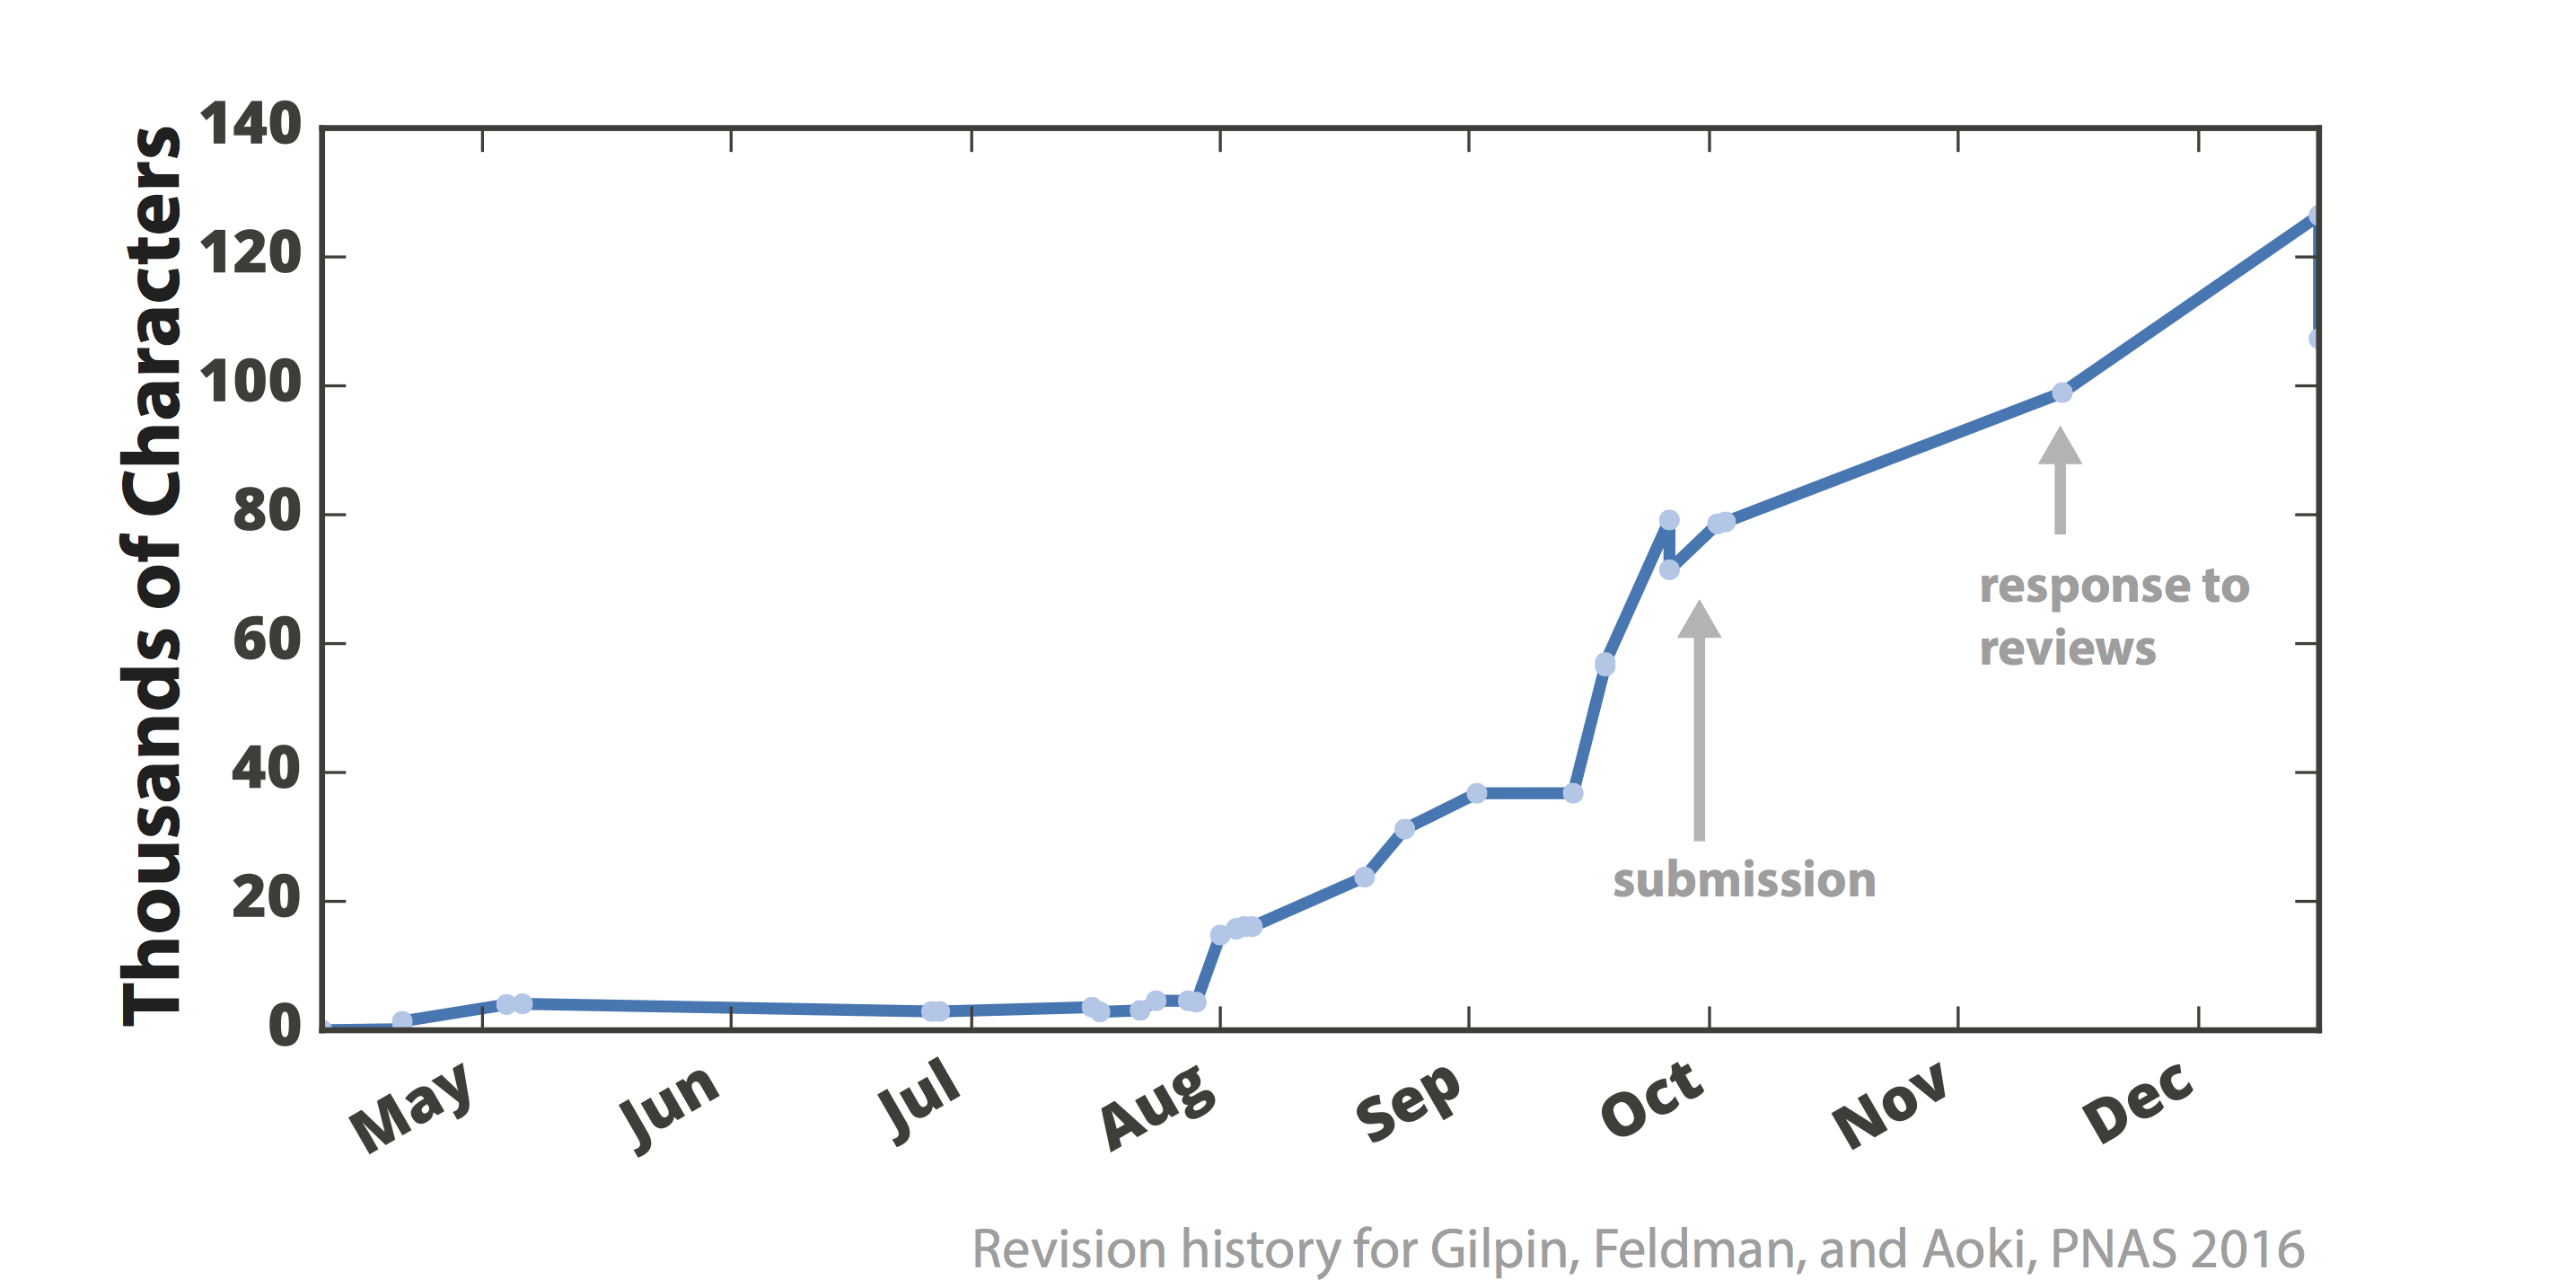 Thousands of Characters
140
120
100
80
60
40
20
0
response to
reviews
submission
May
Jun
Jul
Aug
Sep
Oct
Nov
Dec
Revision history for Gilpin, Feldman, and Aoki, PNAS 2016